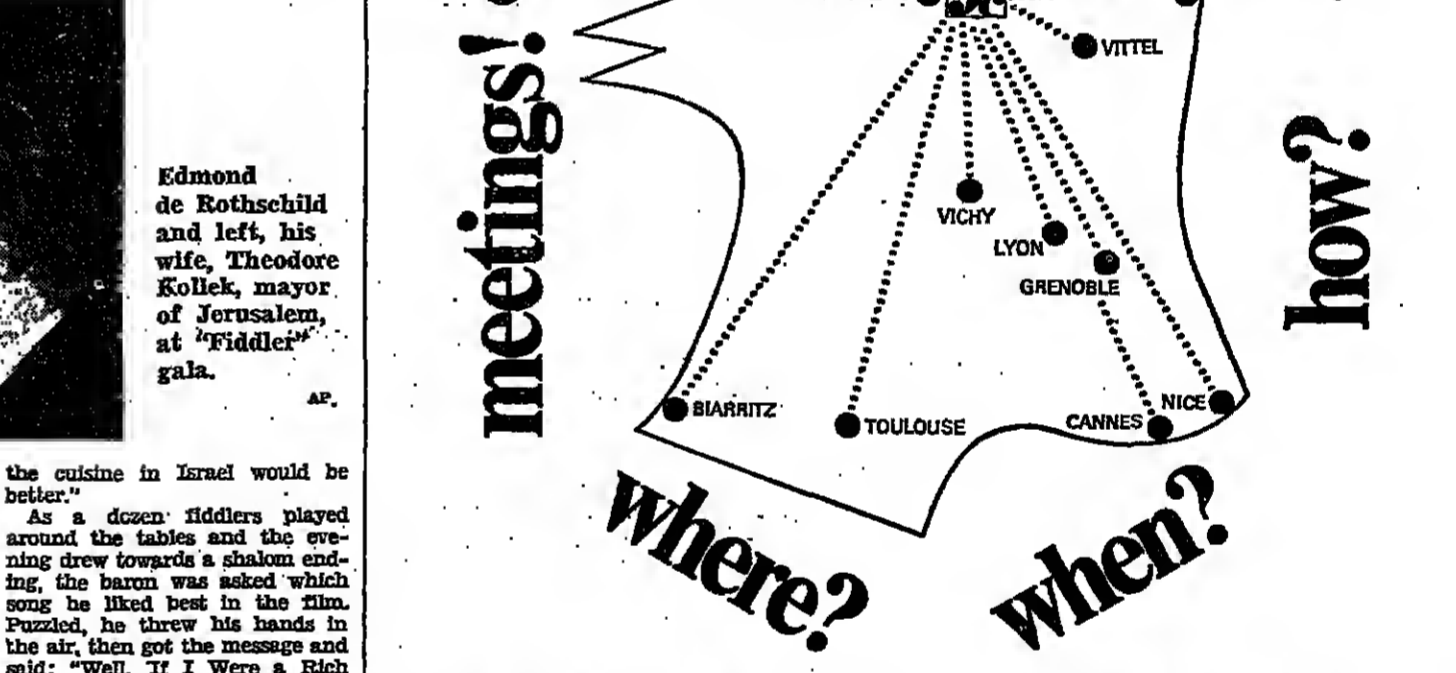 Edmond
de Rothschild
and left, his
wife, Theodore
Kollek, mayor
of Jerusalem,
at "Fiddler"
gala.
AP.
the cuisine in Israel would be
better."
As a dozen fiddlers played
around the tables and the eve-
ning drew towards a shalom end-
ing, the baron was asked which
song he liked best in the film.
Puzzled, he threw his hands in
the air, then got the message and
said: "Well, 'If I Were a Rich
meetings!
VITTEL
VICHY
LYON
GRENOBLE
BIARRITZ
TOULOUSE
CANNES
NICE
where?
when?
how?